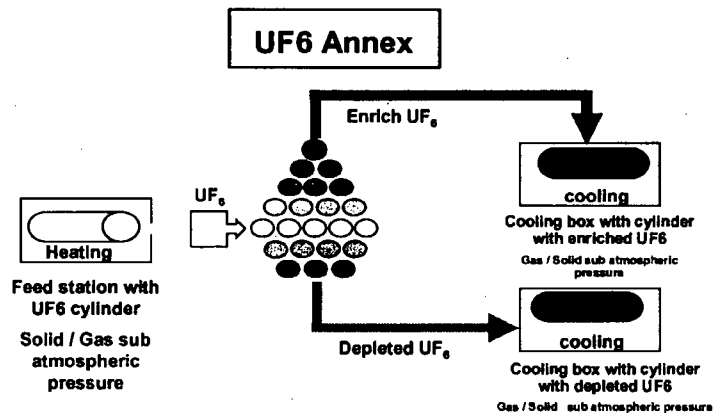 UF6 Annex
Enrich UF₆
UF₆
Heating
Feed station with
UF6 cylinder
Solid / Gas sub
atmospheric
pressure
cooling
Cooling box with cylinder
with enriched UF6
Gas / Solid sub atmospheric
pressure
Depleted UF₆
cooling
Cooling box with cylinder
with depleted UF6
Gas / Solid sub atmospheric pressure